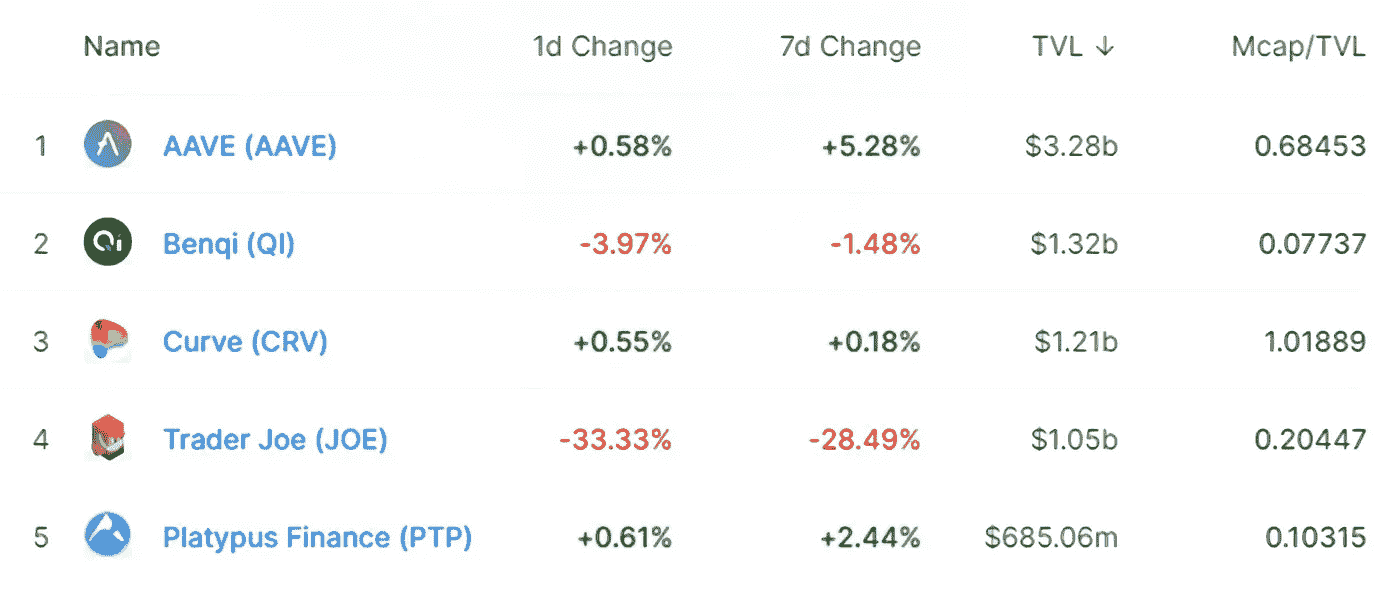 Name 1d Change 7d Change TVL ↓ Mcap/TVL
1 AAVE (AAVE) +0.58% +5.28% $3.28b 0.68453
2 Qi Benqi (QI) -3.97% -1.48% $1.32b 0.07737
3 Curve (CRV) +0.55% +0.18% $1.21b 1.01889
4 Trader Joe (JOE) -33.33% -28.49% $1.05b 0.20447
5 Platypus Finance (PTP) +0.61% +2.44% $685.06m 0.10315